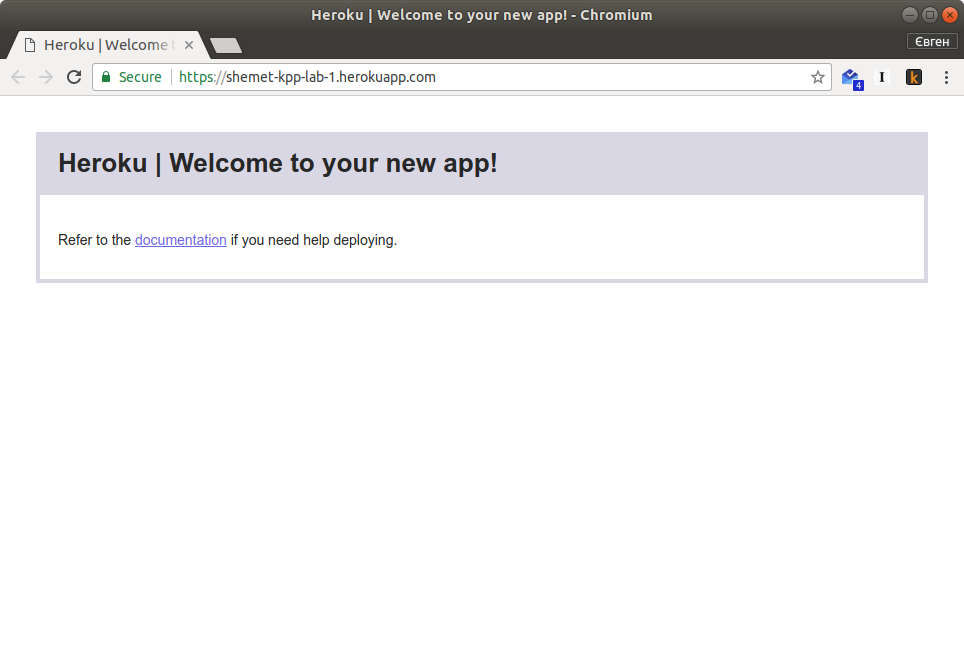 Heroku | Welcome to your new app! - Chromium
Heroku | Welcome t
Євген
Secure https://shemet-kpp-lab-1.herokuapp.com
4 I k
Heroku | Welcome to your new app!
Refer to the documentation if you need help deploying.